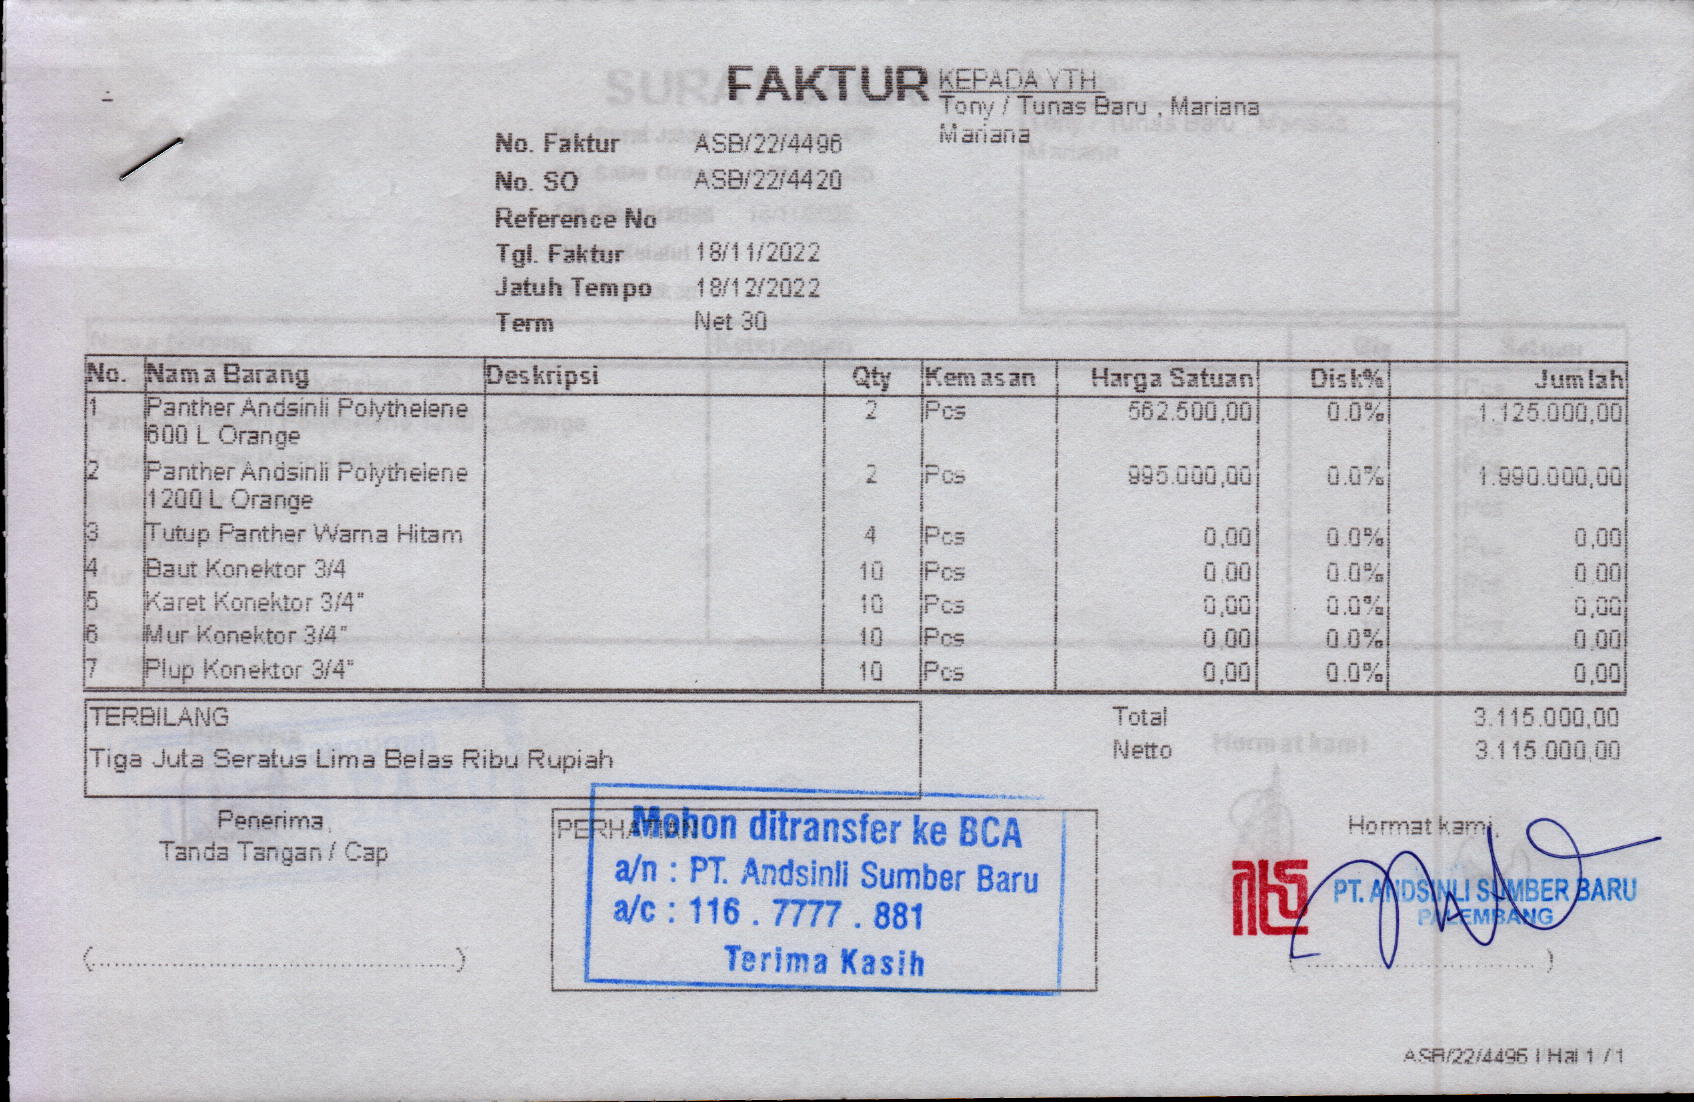 FAKTUR
KEPADA YTH.
Tony / Tunas Baru , Mariana
Mariana
No. Faktur ASB/22/4496
No. SO ASB/22/4420
Reference No
Tgl. Faktur 18/11/2022
Jatuh Tempo 18/12/2022
Term Net 30
No. Nama Barang Deskripsi Qty Kemasan Harga Satuan Disk% Jumlah
1 Panther Andsinli Polythelene 2 Pcs 562.500,00 0.0% 1.125.000,00
600 L Orange
2 Panther Andsinli Polythelene 2 Pcs 995.000,00 0.0% 1.990.000,00
1200 L Orange
3 Tutup Panther Warna Hitam 4 Pcs 0,00 0.0% 0,00
4 Baut Konektor 3/4 10 Pcs 0,00 0.0% 0,00
5 Karet Konektor 3/4" 10 Pcs 0,00 0.0% 0,00
6 Mur Konektor 3/4" 10 Pcs 0,00 0.0% 0,00
7 Plup Konektor 3/4" 10 Pcs 0,00 0.0% 0,00
TERBILANG
Tiga Juta Seratus Lima Belas Ribu Rupiah
Total 3.115.000,00
Netto 3.115.000,00
Penerima,
Tanda Tangan / Cap
(....................................................)
PERHATIAN
Mohon ditransfer ke BCA
a/n : PT. Andsinli Sumber Baru
a/c : 116 . 7777 . 881
Terima Kasih
Hormat kami,
PT. ANDSINLI SUMBER BARU
PALEMBANG
(....................................)
ASB/22/4496 | Hal 1 / 1